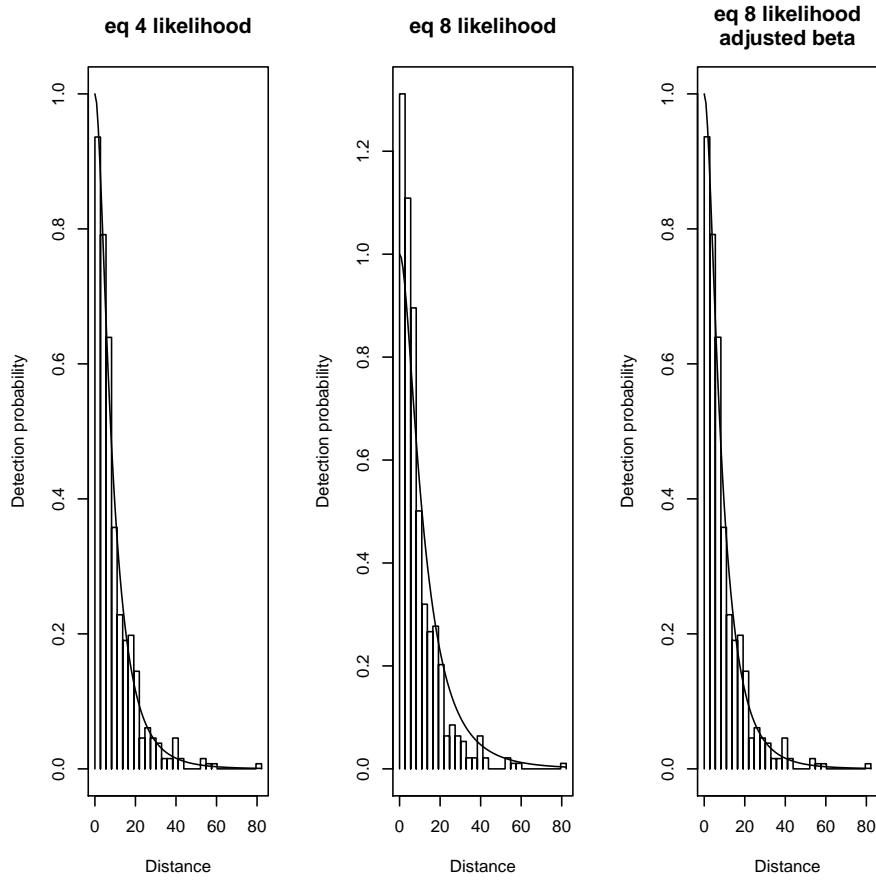 eq 4 likelihood
Detection probability
0.0 0.2 0.4 0.6 0.8 1.0
0 20 40 60 80
Distance
eq 8 likelihood
Detection probability
0.0 0.2 0.4 0.6 0.8 1.0 1.2
0 20 40 60 80
Distance
eq 8 likelihood
adjusted beta
Detection probability
0.0 0.2 0.4 0.6 0.8 1.0
0 20 40 60 80
Distance